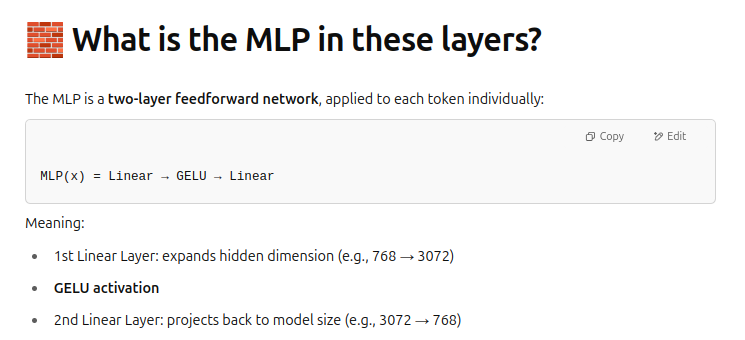 🧱 What is the MLP in these layers?
The MLP is a two-layer feedforward network, applied to each token individually:
Copy Edit
MLP(x) = Linear → GELU → Linear
Meaning:
• 1st Linear Layer: expands hidden dimension (e.g., 768 → 3072)
• GELU activation
• 2nd Linear Layer: projects back to model size (e.g., 3072 → 768)